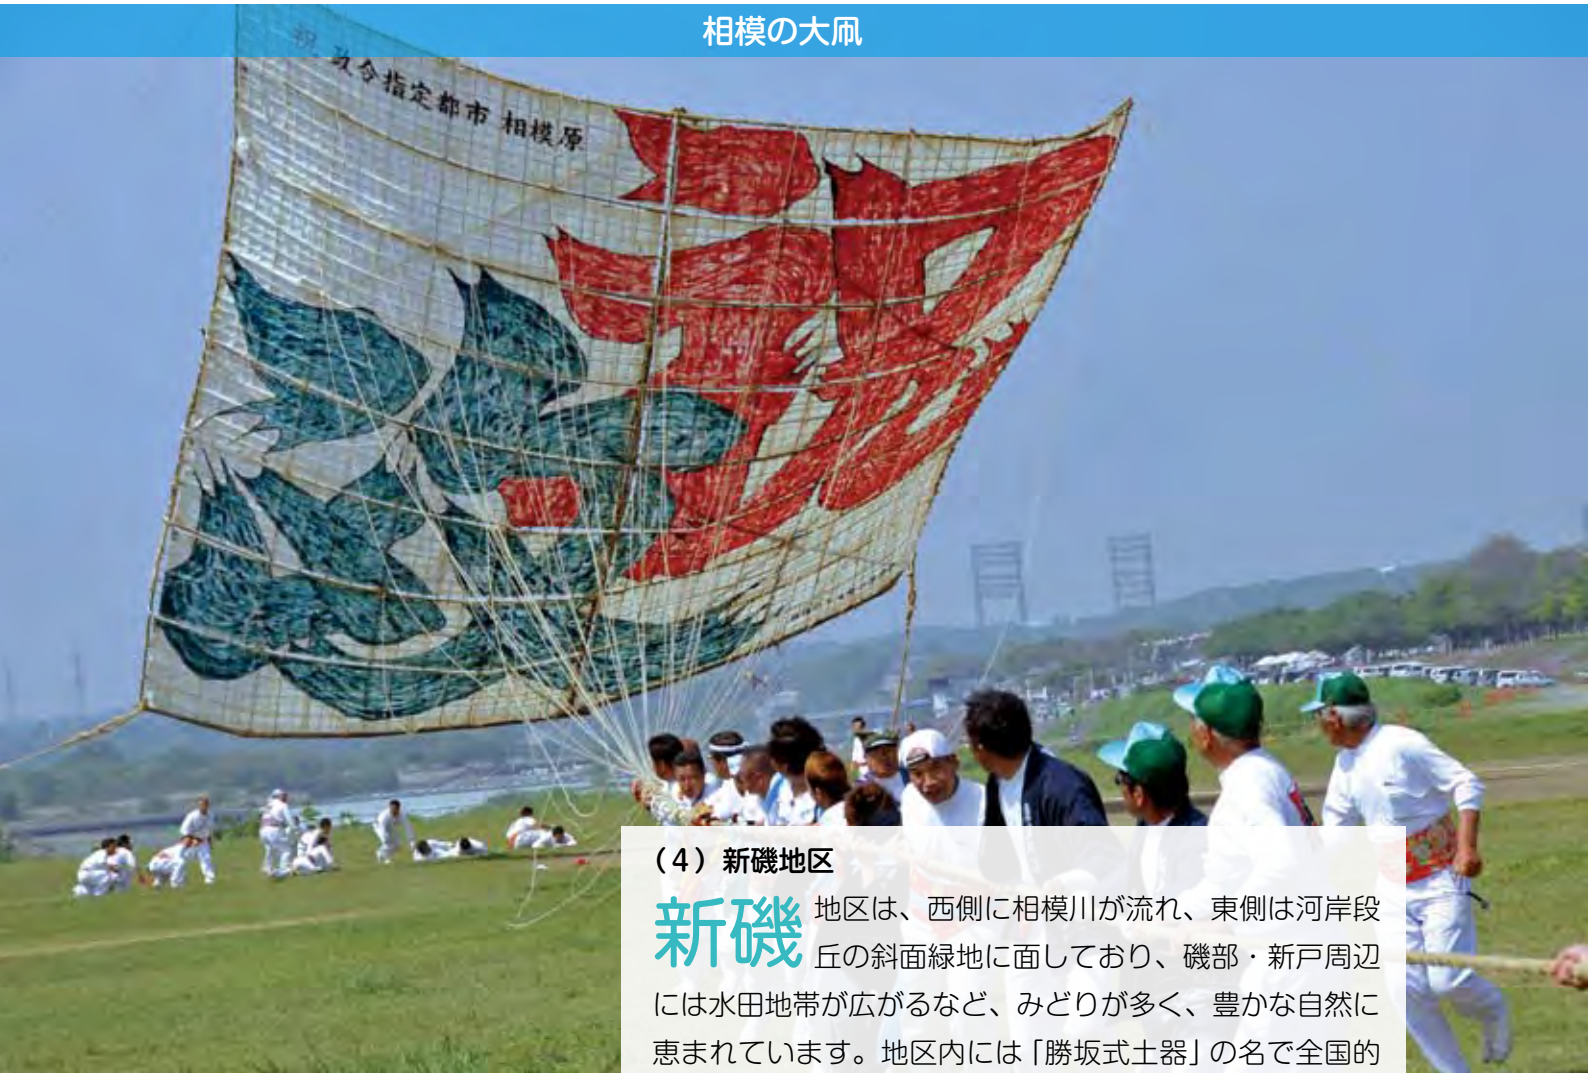 相模の大凧
祝 政令指定都市 相模原
(4)新磯地区
新磯地区は、西側に相模川が流れ、東側は河岸段
丘の斜面緑地に面しており、磯部・新戸周辺
には水田地帯が広がるなど、みどりが多く、豊かな自然に
恵まれています。地区内には「勝坂式土器」の名で全国的